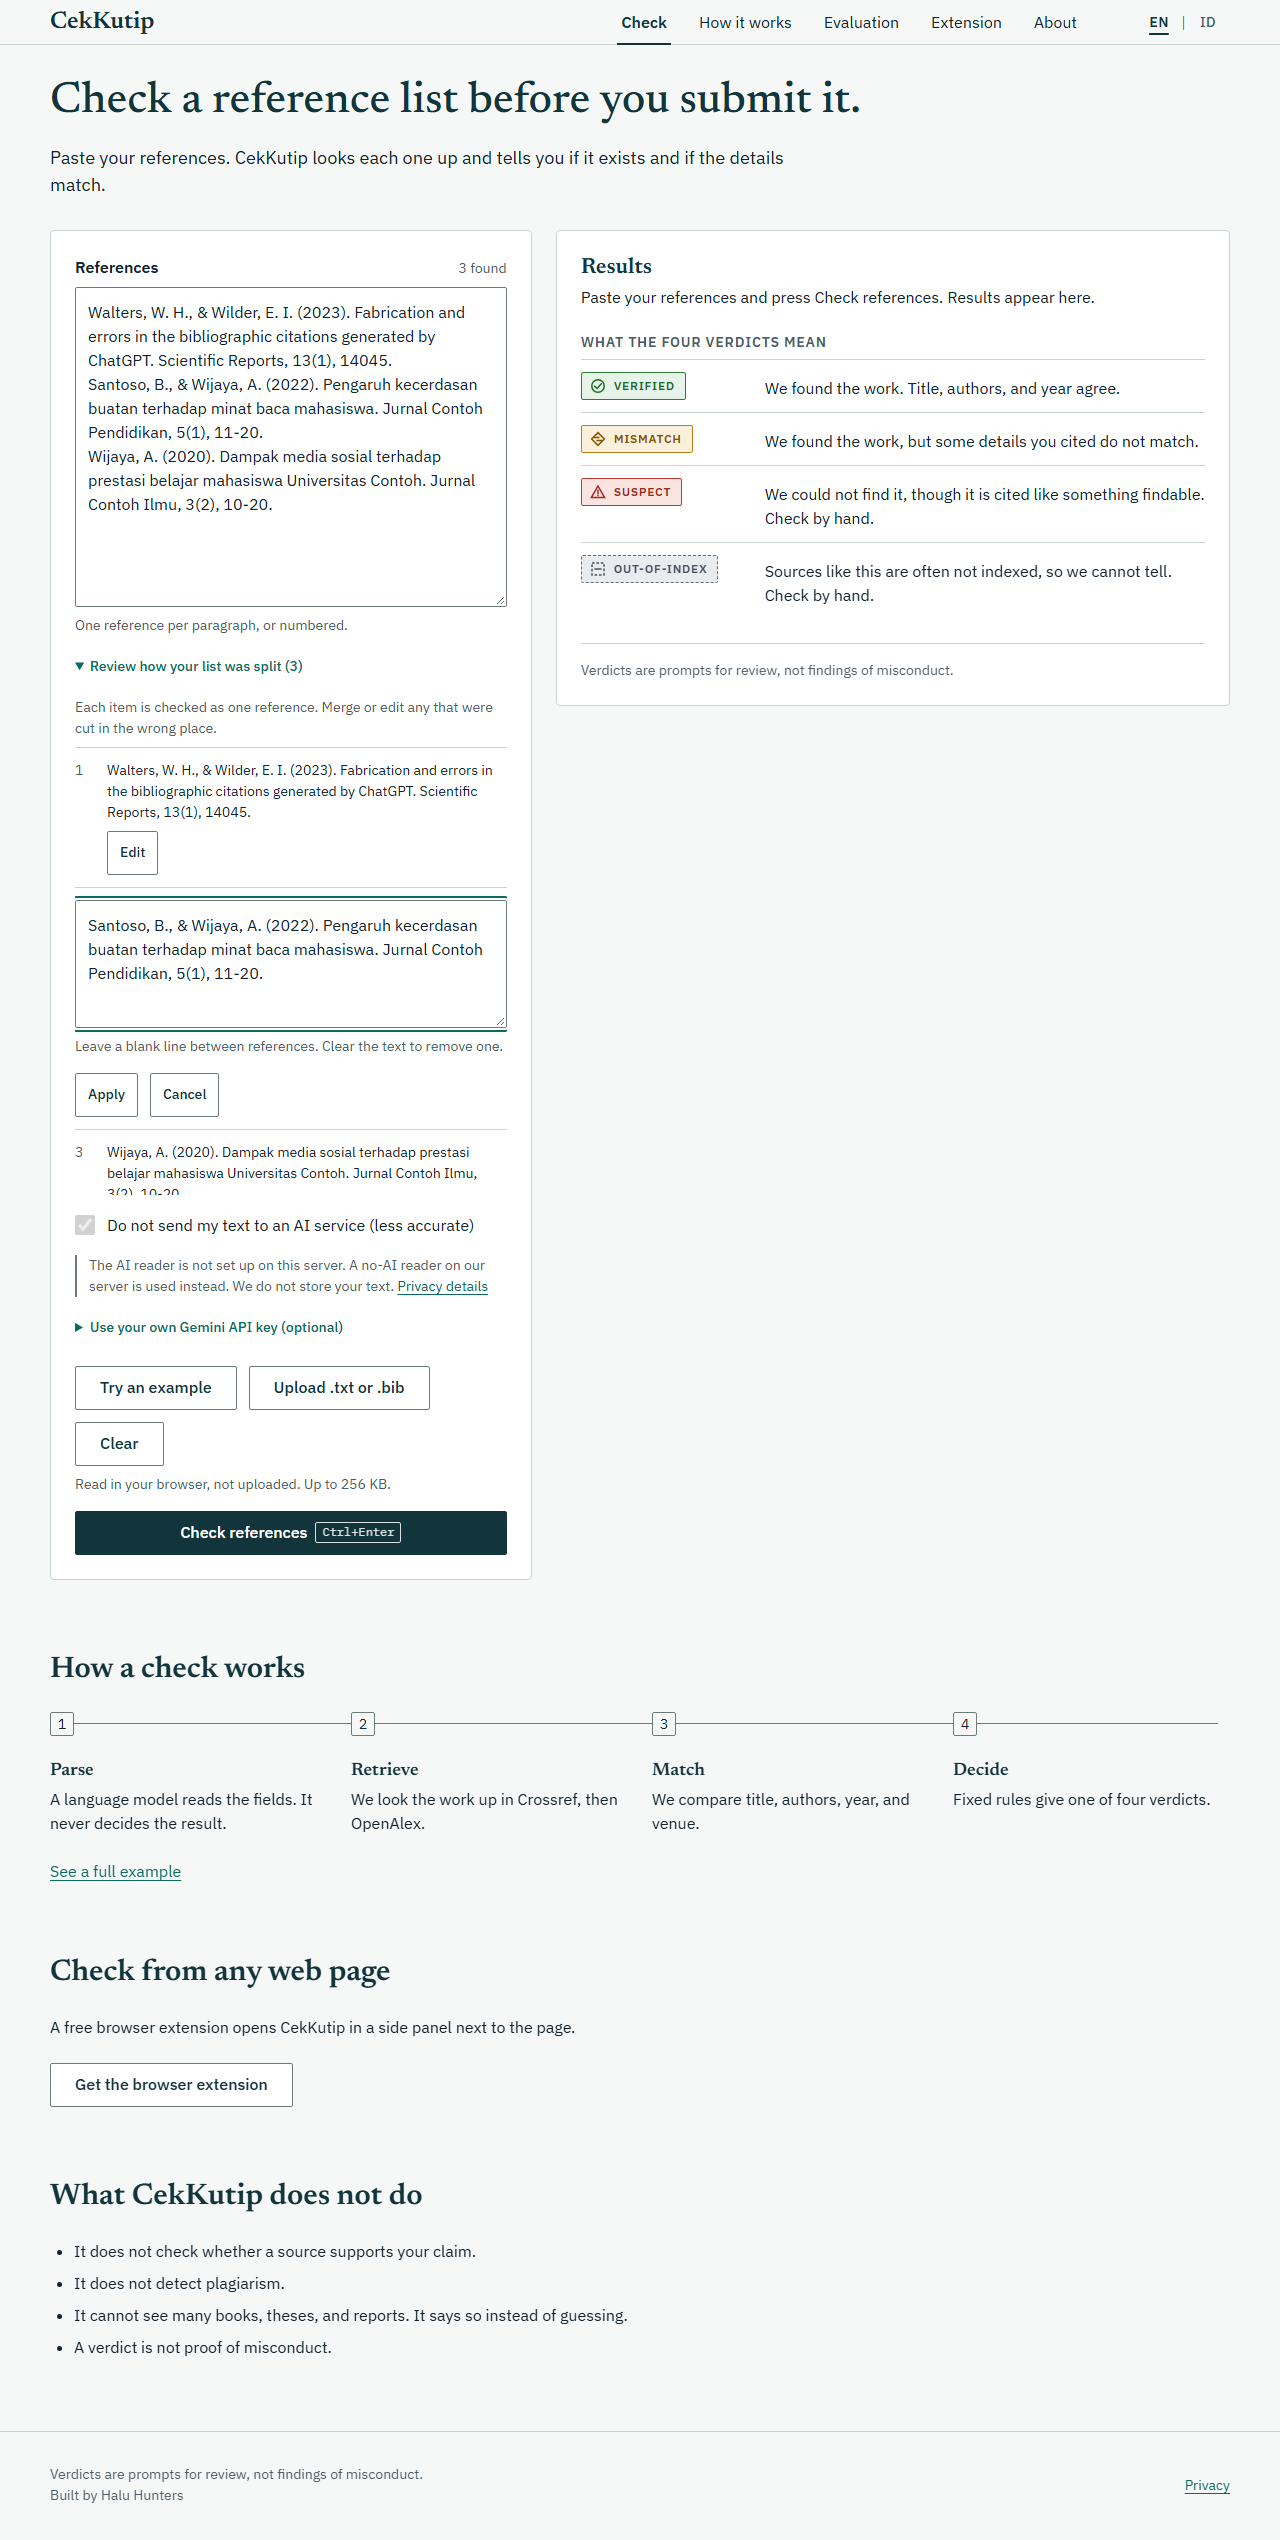 CekKutip
Check How it works Evaluation Extension About EN | ID
Check a reference list before you submit it.
Paste your references. CekKutip looks each one up and tells you if it exists and if the details
match.
References 3 found
Walters, W. H., & Wilder, E. I. (2023). Fabrication and
errors in the bibliographic citations generated by
ChatGPT. Scientific Reports, 13(1), 14045.
Santoso, B., & Wijaya, A. (2022). Pengaruh kecerdasan
buatan terhadap minat baca mahasiswa. Jurnal Contoh
Pendidikan, 5(1), 11-20.
Wijaya, A. (2020). Dampak media sosial terhadap
prestasi belajar mahasiswa Universitas Contoh. Jurnal
Contoh Ilmu, 3(2), 10-20.
One reference per paragraph, or numbered.
Review how your list was split (3)
Each item is checked as one reference. Merge or edit any that were
cut in the wrong place.
1 Walters, W. H., & Wilder, E. I. (2023). Fabrication and errors in
the bibliographic citations generated by ChatGPT. Scientific
Reports, 13(1), 14045.
Edit
Santoso, B., & Wijaya, A. (2022). Pengaruh kecerdasan
buatan terhadap minat baca mahasiswa. Jurnal Contoh
Pendidikan, 5(1), 11-20.
Leave a blank line between references. Clear the text to remove one.
Apply Cancel
3 Wijaya, A. (2020). Dampak media sosial terhadap prestasi
belajar mahasiswa Universitas Contoh. Jurnal Contoh Ilmu,
3(2), 10-20.
Do not send my text to an AI service (less accurate)
The AI reader is not set up on this server. A no-AI reader on our
server is used instead. We do not store your text. Privacy details
Use your own Gemini API key (optional)
Try an example Upload .txt or .bib
Clear
Read in your browser, not uploaded. Up to 256 KB.
Check references Ctrl+Enter
Results
Paste your references and press Check references. Results appear here.
WHAT THE FOUR VERDICTS MEAN
VERIFIED We found the work. Title, authors, and year agree.
MISMATCH We found the work, but some details you cited do not match.
SUSPECT We could not find it, though it is cited like something findable.
Check by hand.
OUT-OF-INDEX Sources like this are often not indexed, so we cannot tell.
Check by hand.
Verdicts are prompts for review, not findings of misconduct.
How a check works
1 2 3 4
Parse Retrieve Match Decide
A language model reads the fields. It We look the work up in Crossref, then We compare title, authors, year, and Fixed rules give one of four verdicts.
never decides the result. OpenAlex. venue.
See a full example
Check from any web page
A free browser extension opens CekKutip in a side panel next to the page.
Get the browser extension
What CekKutip does not do
• It does not check whether a source supports your claim.
• It does not detect plagiarism.
• It cannot see many books, theses, and reports. It says so instead of guessing.
• A verdict is not proof of misconduct.
Verdicts are prompts for review, not findings of misconduct.
Built by Halu Hunters
Privacy